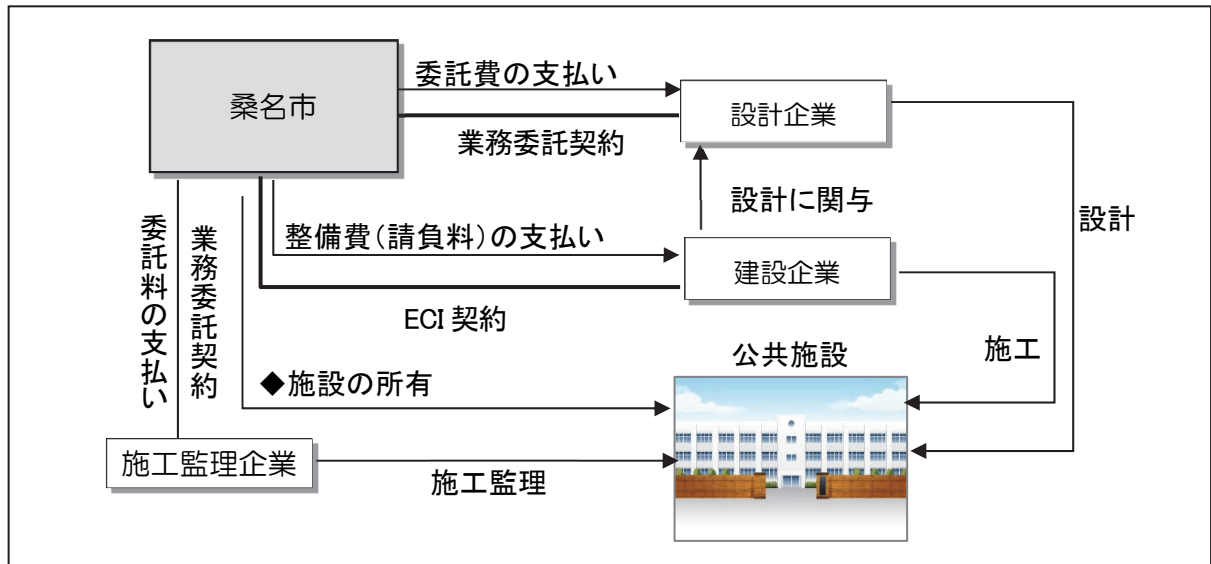 桑名市
委託費の支払い
設計企業
業務委託契約
設計に関与
設計
整備費(請負料)の支払い
建設企業
ECI 契約
委託料の支払い
業務委託契約
公共施設
施工
◆施設の所有
施工監理企業
施工監理